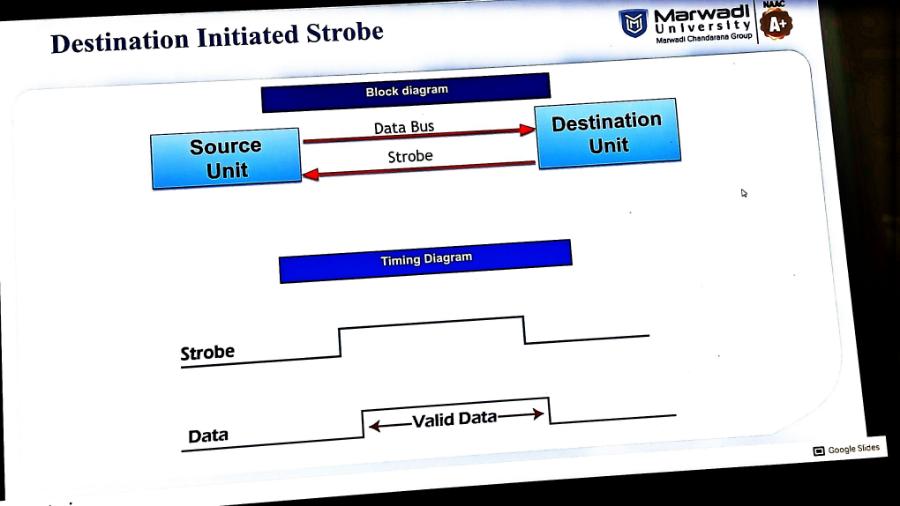 Destination Initiated Strobe
Marwadi
University
Marwadi Chandarana Group
NAAC
A+
Block diagram
Source
Unit
Data Bus
Strobe
Destination
Unit
Timing Diagram
Strobe
Data
Valid Data
Google Slides